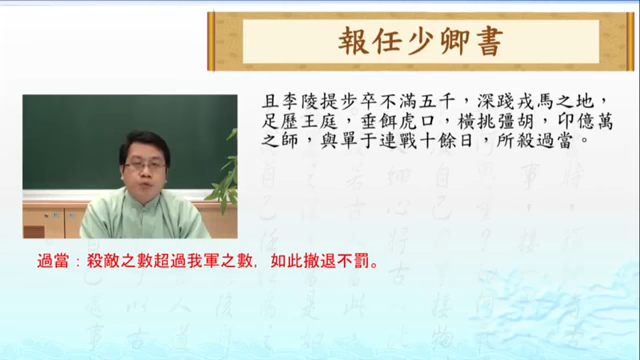 報任少卿書
且李陵提步卒不滿五千，深踐戎馬之地，
足歷王庭，垂餌虎口，橫挑彊胡，卬億萬
之師，與單于連戰十餘日，所殺過當。
過當：殺敵之數超過我軍之數，如此撤退不罰。